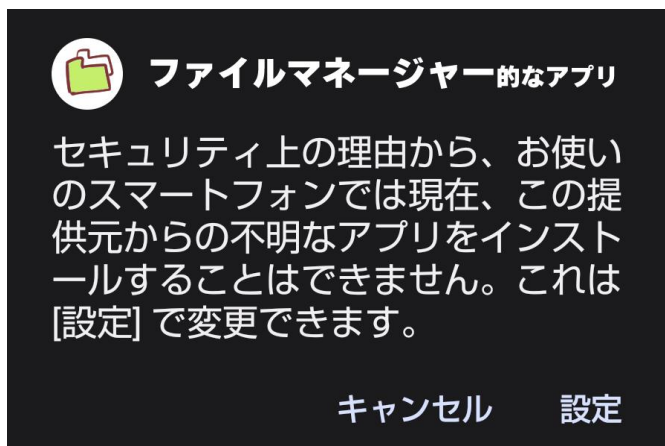 ファイルマネージャー的なアプリ
セキュリティ上の理由から、お使い
のスマートフォンでは現在、この提
供元からの不明なアプリをインスト
ールすることはできません。これは
[設定] で変更できます。
キャンセル 設定